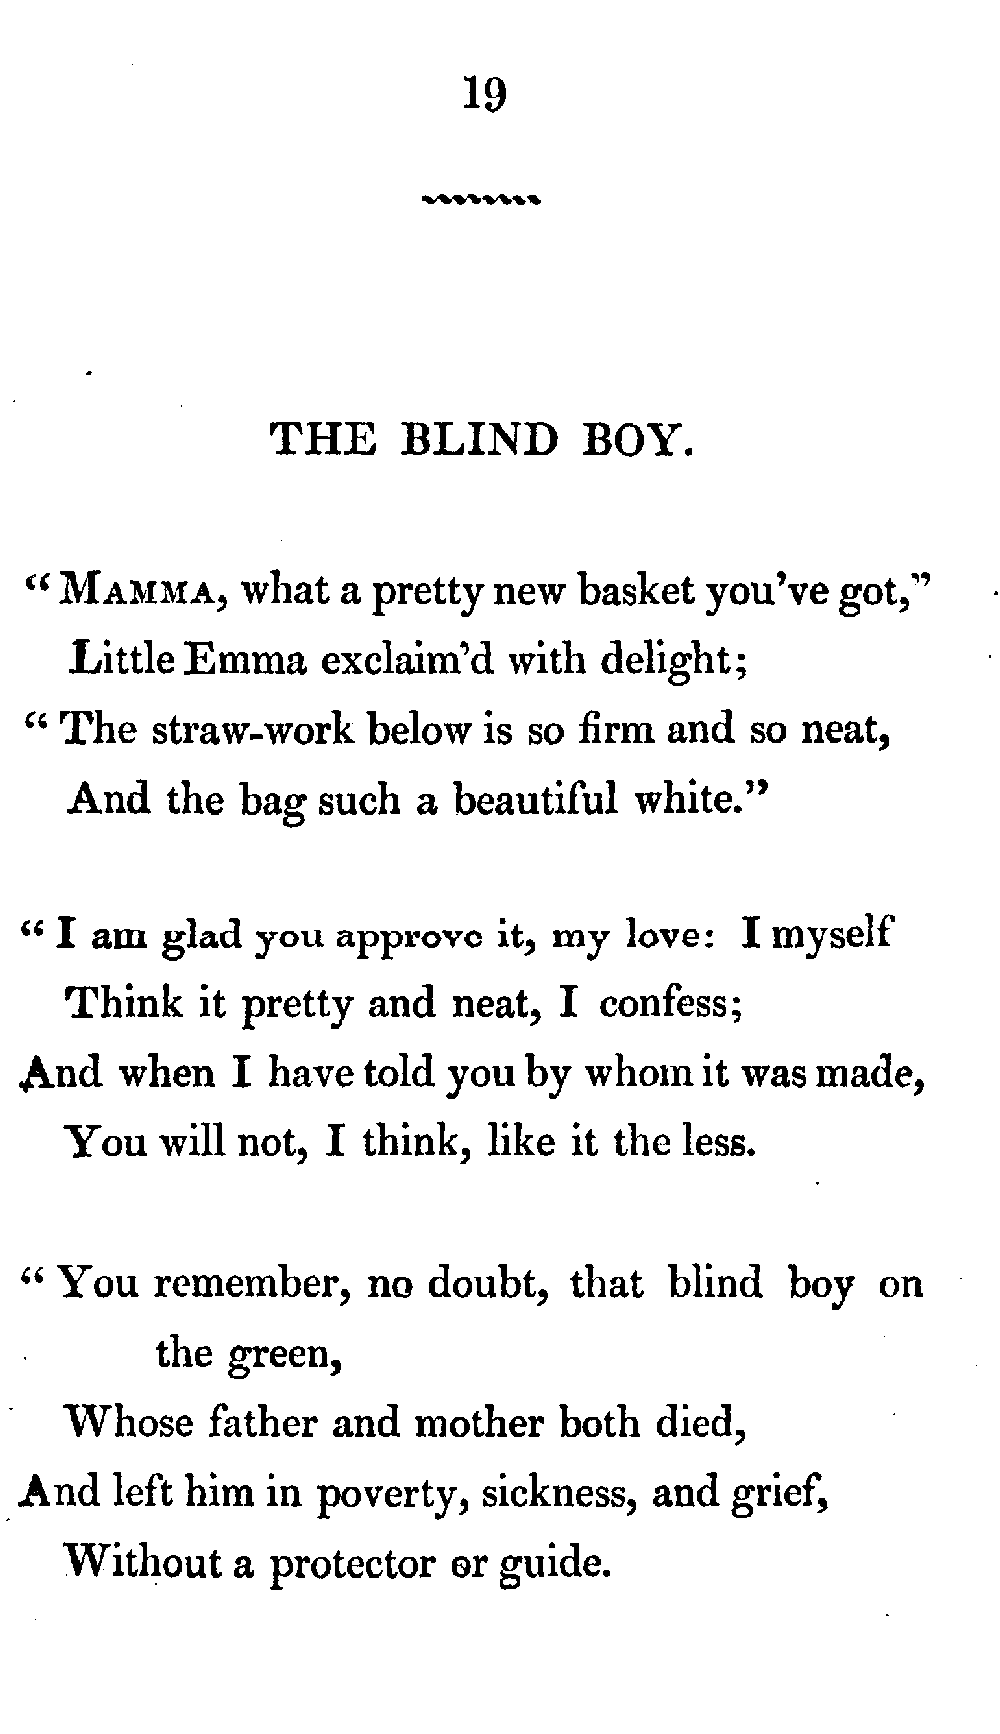 19
THE BLIND BOY.
“MAMMA, what a pretty new basket you’ve got,”
Little Emma exclaim’d with delight;
“The straw-work below is so firm and so neat,
And the bag such a beautiful white.”
“I am glad you approve it, my love: I myself
Think it pretty and neat, I confess;
And when I have told you by whom it was made,
You will not, I think, like it the less.
“You remember, no doubt, that blind boy on
the green,
Whose father and mother both died,
And left him in poverty, sickness, and grief,
Without a protector or guide.